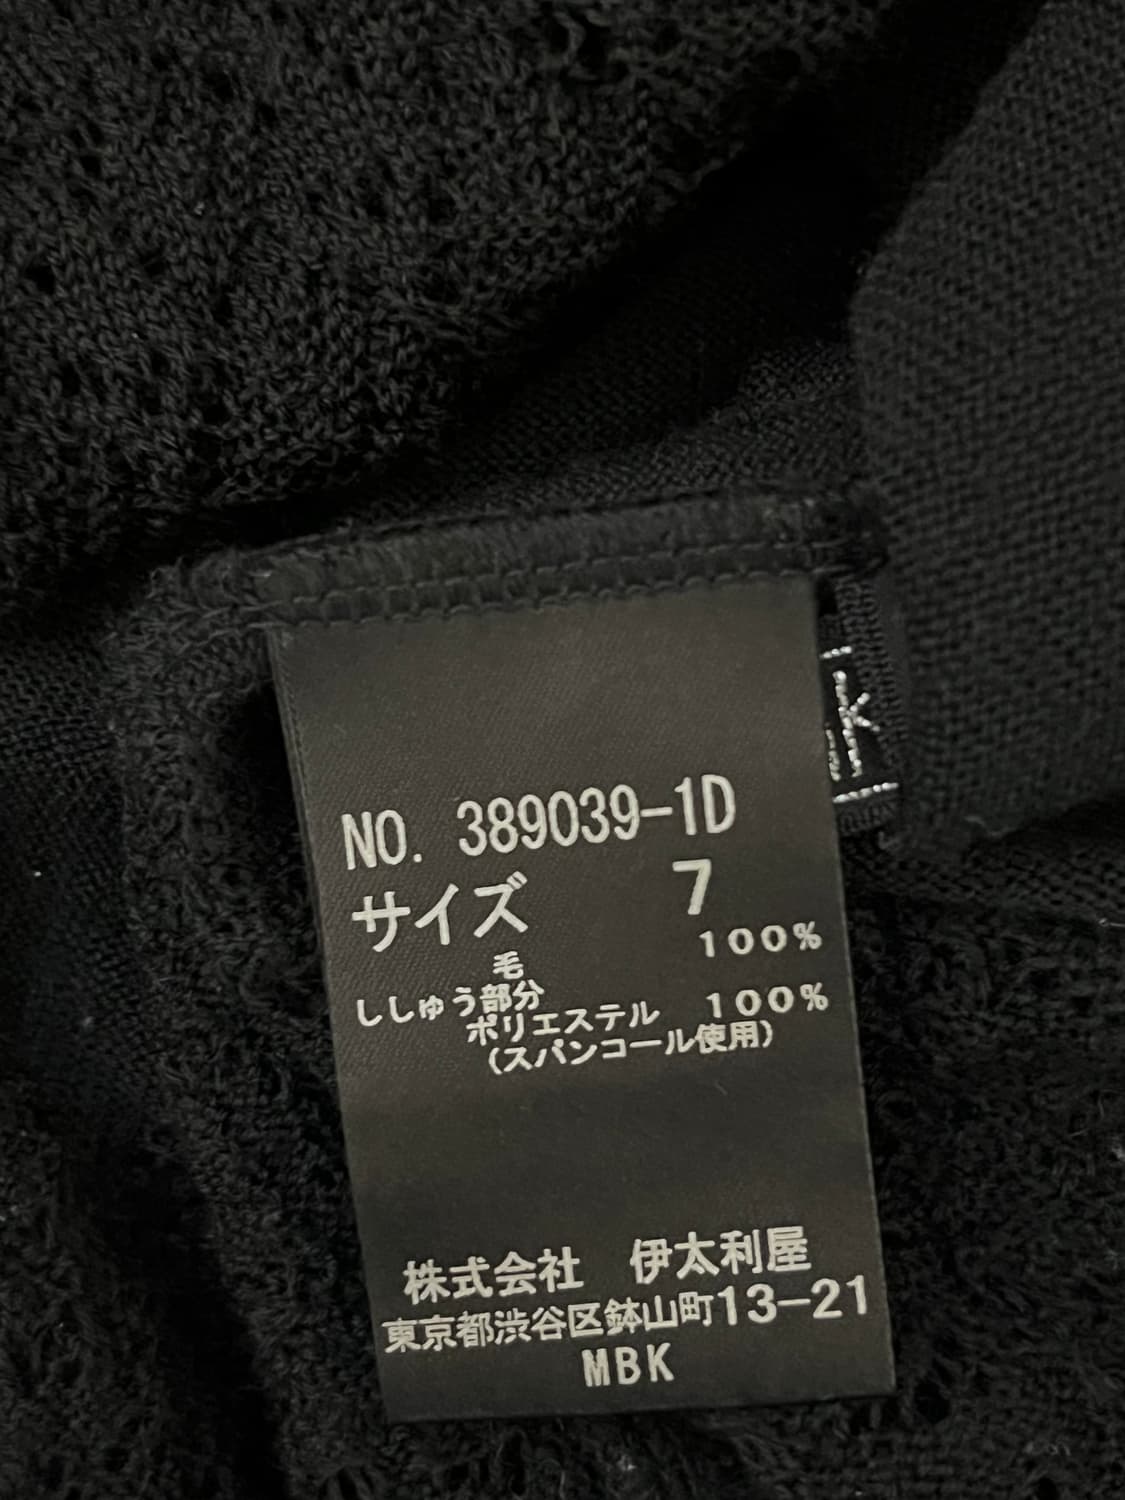 NO. 389039-1D
サイズ 7
毛 100%
ししゅう部分
ポリエステル 100%
(スパンコール使用)
株式会社 伊太利屋
東京都渋谷区鉢山町13-21
MBK